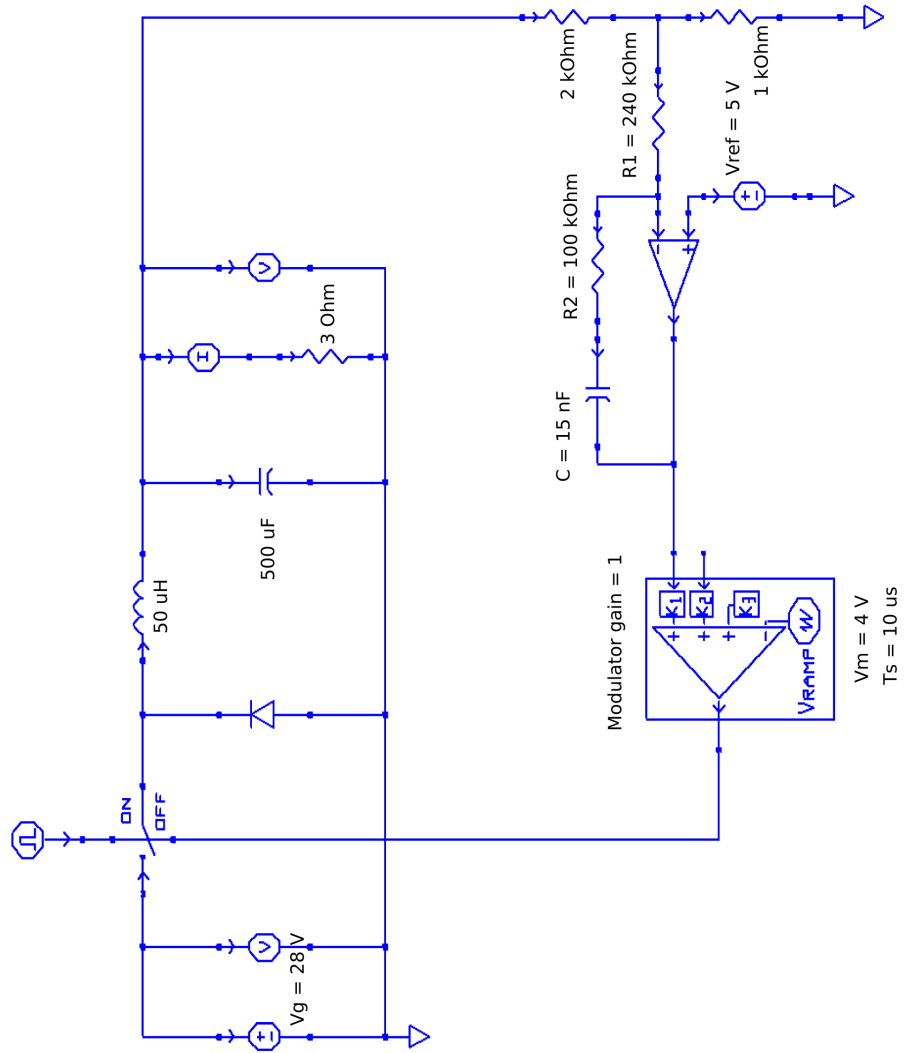 ON
OFF
50 uH
500 uF
3 Ohm
Vg = 28 V
V
V
I
2 kOhm
1 kOhm
R1 = 240 kOhm
Vref = 5 V
R2 = 100 kOhm
C = 15 nF
Modulator gain = 1
K1
K2
K3
VRAMP
Vm = 4 V
Ts = 10 us